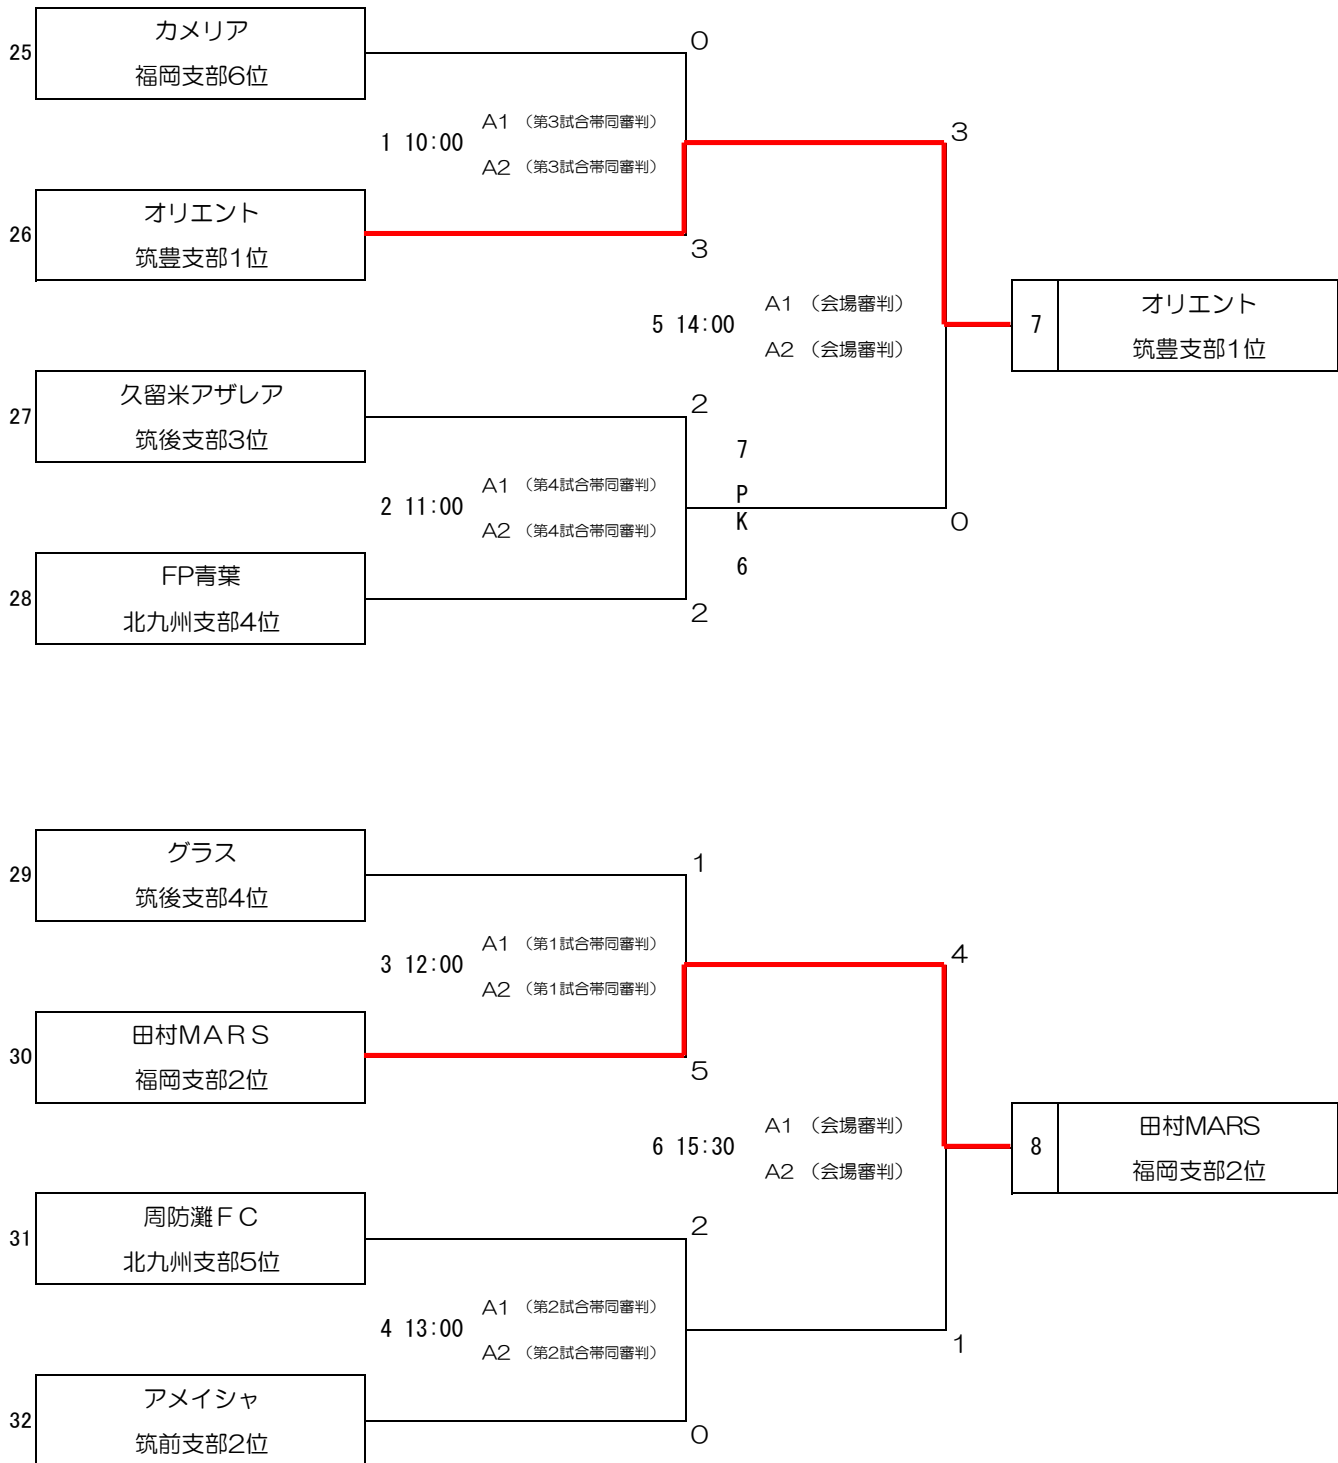 カメリア
25
福岡支部6位
0
1 10:00
A1 （第3試合帯同審判）
A2 （第3試合帯同審判）
3
オリエント
26
筑豊支部1位
3
5 14:00
A1 （会場審判）
A2 （会場審判）
7
オリエント
筑豊支部1位
久留米アザレア
27
筑後支部3位
2
7
P
K
6
2 11:00
A1 （第4試合帯同審判）
A2 （第4試合帯同審判）
0
FP青葉
28
北九州支部4位
2
グラス
29
筑後支部4位
1
3 12:00
A1 （第1試合帯同審判）
A2 （第1試合帯同審判）
4
田村ＭＡＲＳ
30
福岡支部2位
5
6 15:30
A1 （会場審判）
A2 （会場審判）
8
田村MARS
福岡支部2位
周防灘ＦＣ
31
北九州支部5位
2
4 13:00
A1 （第2試合帯同審判）
A2 （第2試合帯同審判）
1
アメイシャ
32
筑前支部2位
0